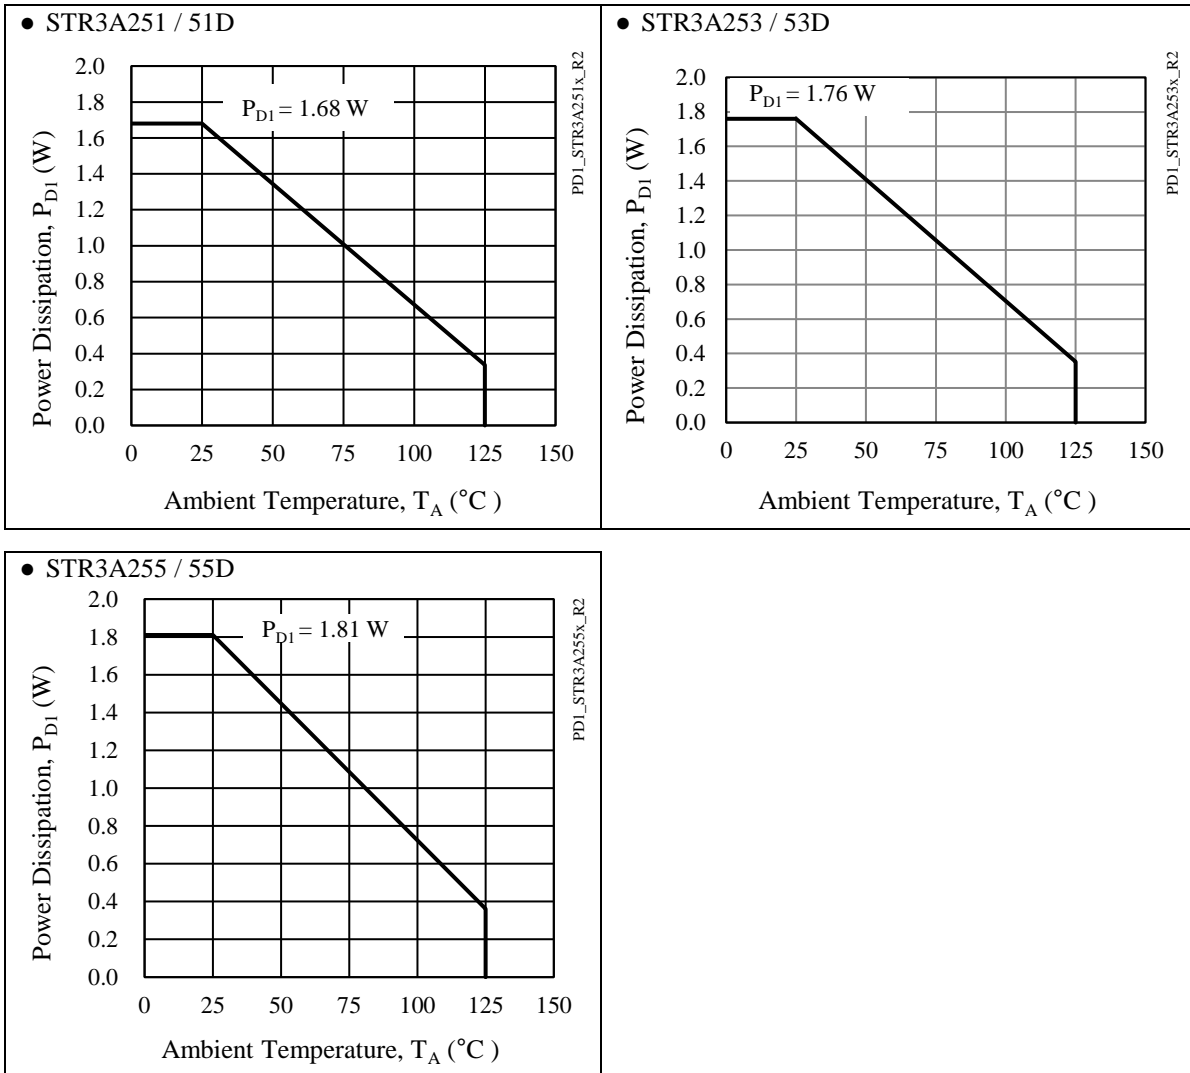 ● STR3A251 / 51D
Power Dissipation, P_D1 (W)
2.0
1.8
1.6
1.4
1.2
1.0
0.8
0.6
0.4
0.2
0.0
P_D1 = 1.68 W
0 25 50 75 100 125 150
Ambient Temperature, T_A (°C )
PD1_STR3A251x_R2
● STR3A253 / 53D
Power Dissipation, P_D1 (W)
2.0
1.8
1.6
1.4
1.2
1.0
0.8
0.6
0.4
0.2
0.0
P_D1 = 1.76 W
0 25 50 75 100 125 150
Ambient Temperature, T_A (°C )
PD1_STR3A253x_R2
● STR3A255 / 55D
Power Dissipation, P_D1 (W)
2.0
1.8
1.6
1.4
1.2
1.0
0.8
0.6
0.4
0.2
0.0
P_D1 = 1.81 W
0 25 50 75 100 125 150
Ambient Temperature, T_A (°C )
PD1_STR3A255x_R2